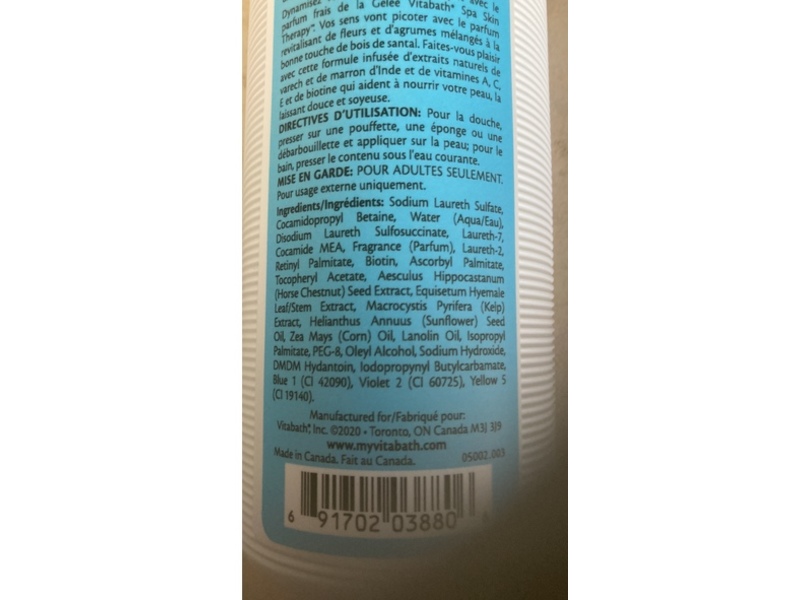 Dynamisez avec le
parfum frais de la Gelée Vitabath® Spa Skin
Therapy™. Vos sens vont picoter avec le parfum
revitalisant de fleurs et d'agrumes mélangés à la
bonne touche de bois de santal. Faites-vous plaisir
avec cette formule infusée d'extraits naturels de
varech et de marron d'Inde et de vitamines A, C,
E et de biotine qui aident à nourrir votre peau, la
laissant douce et soyeuse.
DIRECTIVES D'UTILISATION: Pour la douche,
presser sur une pouffette, une éponge ou une
débarbouillette et appliquer sur la peau; pour le
bain, presser le contenu sous l'eau courante.
MISE EN GARDE: POUR ADULTES SEULEMENT.
Pour usage externe uniquement.
Ingredients/Ingrédients: Sodium Laureth Sulfate,
Cocamidopropyl Betaine, Water (Aqua/Eau),
Disodium Laureth Sulfosuccinate, Laureth-7,
Cocamide MEA, Fragrance (Parfum), Laureth-2,
Retinyl Palmitate, Biotin, Ascorbyl Palmitate,
Tocopheryl Acetate, Aesculus Hippocastanum
(Horse Chestnut) Seed Extract, Equisetum Hyemale
Leaf/Stem Extract, Macrocystis Pyrifera (Kelp)
Extract, Helianthus Annuus (Sunflower) Seed
Oil, Zea Mays (Corn) Oil, Lanolin Oil, Isopropyl
Palmitate, PEG-8, Oleyl Alcohol, Sodium Hydroxide,
DMDM Hydantoin, Iodopropynyl Butylcarbamate,
Blue 1 (CI 42090), Violet 2 (CI 60725), Yellow 5
(CI 19140).
Manufactured for/Fabriqué pour:
Vitabath®, Inc. ©2020 • Toronto, ON Canada M3J 3J9
www.myvitabath.com
Made in Canada. Fait au Canada. 05002.003
6 91702 03880